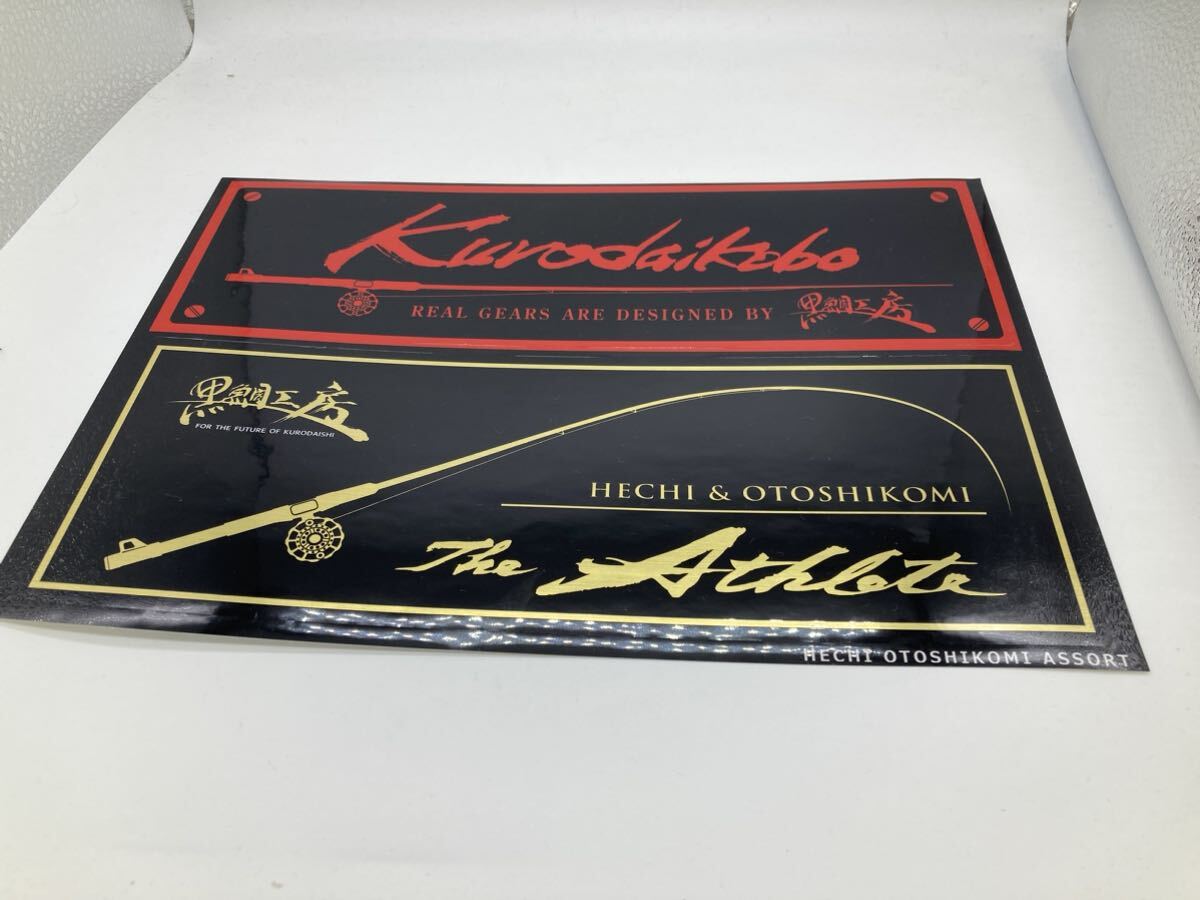 Kurodaikobo
REAL GEARS ARE DESIGNED BY 黒鯛工房
黒鯛工房
FOR THE FUTURE OF KURODAISHI
HECHI & OTOSHIKOMI
The Athlete
HECHI OTOSHIKOMI ASSORT